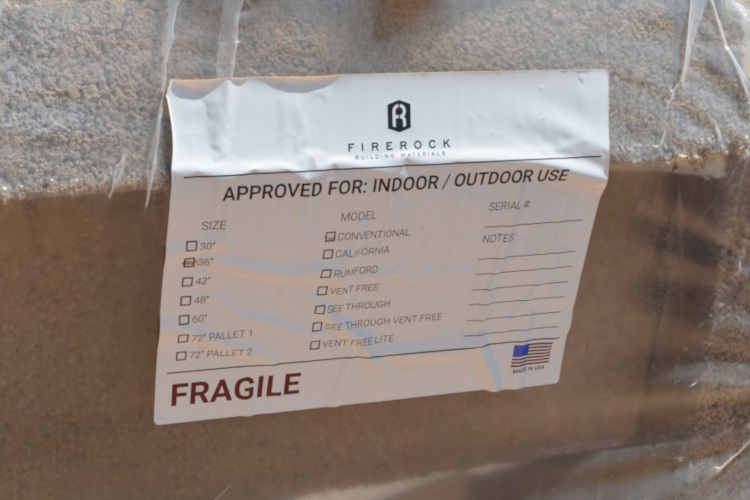 FIREROCK
BUILDING MATERIALS
APPROVED FOR: INDOOR / OUTDOOR USE
SIZE
30"
36"
42"
48"
60"
72" PALLET 1
72" PALLET 2
MODEL
CONVENTIONAL
CALIFORNIA
RUMFORD
VENT FREE
SEE THROUGH
SEE THROUGH VENT FREE
VENT FREE LITE
SERIAL #:
NOTES:
FRAGILE
MADE IN USA